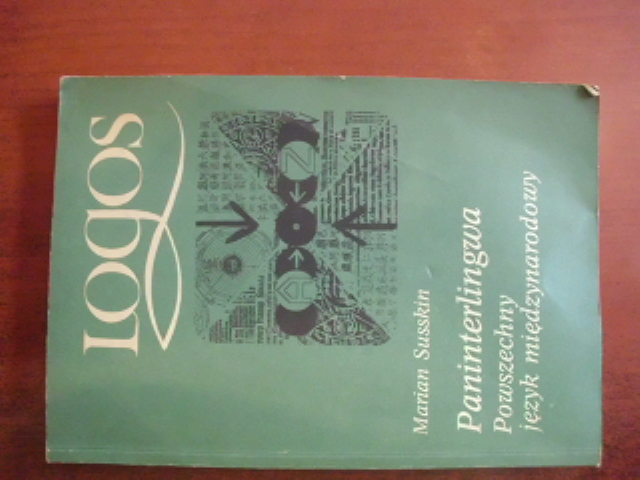 Logos
Marian Susskin
Paninterlingwa
Powszechny
język międzynarodowy